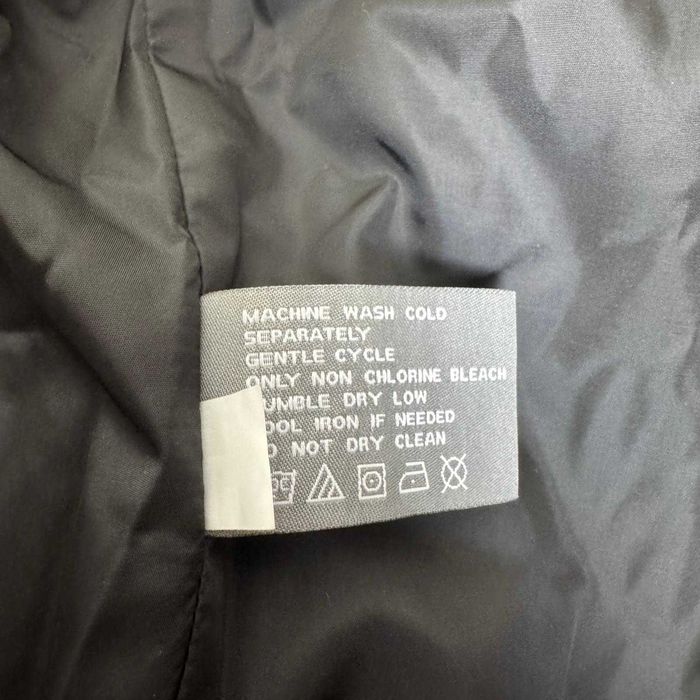 MACHINE WASH COLD
SEPARATELY
GENTLE CYCLE
ONLY NON CHLORINE BLEACH
TUMBLE DRY LOW
COOL IRON IF NEEDED
DO NOT DRY CLEAN